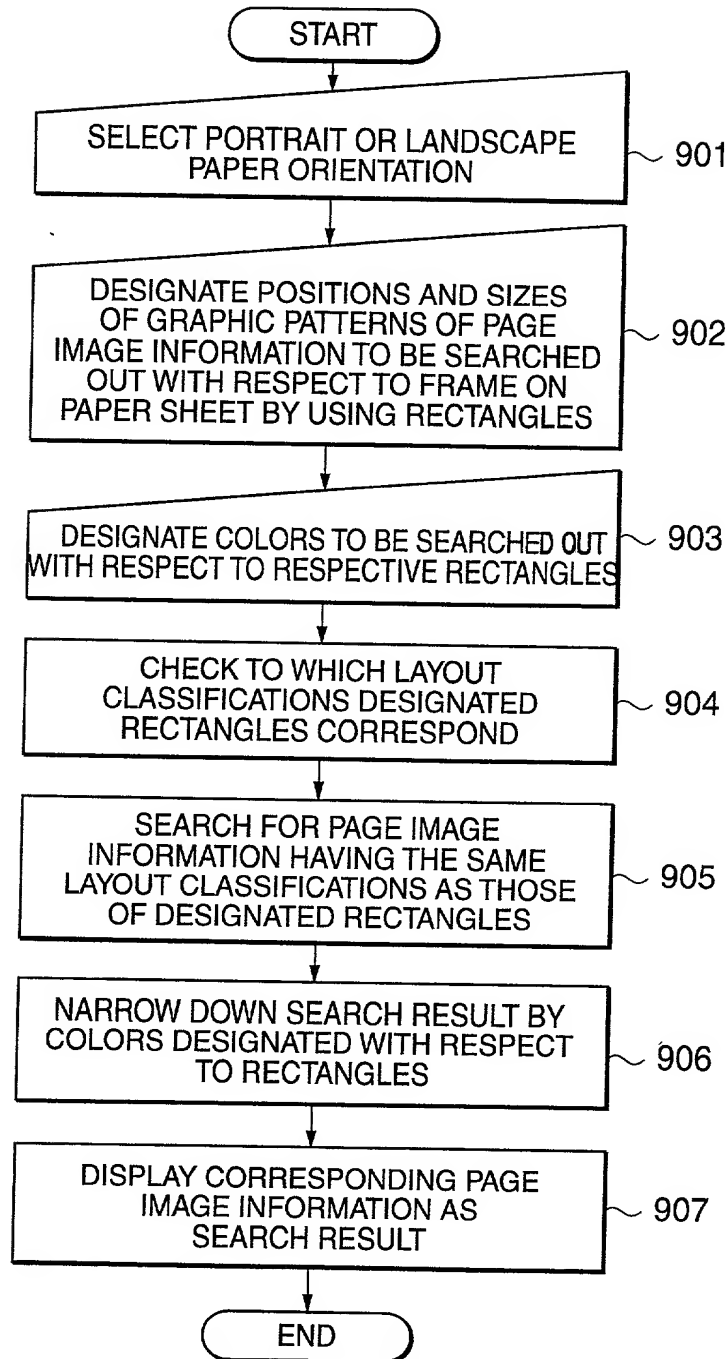 START
SELECT PORTRAIT OR LANDSCAPE
PAPER ORIENTATION
901
DESIGNATE POSITIONS AND SIZES
OF GRAPHIC PATTERNS OF PAGE
IMAGE INFORMATION TO BE SEARCHED
OUT WITH RESPECT TO FRAME ON
PAPER SHEET BY USING RECTANGLES
902
DESIGNATE COLORS TO BE SEARCHED OUT
WITH RESPECT TO RESPECTIVE RECTANGLES
903
CHECK TO WHICH LAYOUT
CLASSIFICATIONS DESIGNATED
RECTANGLES CORRESPOND
904
SEARCH FOR PAGE IMAGE
INFORMATION HAVING THE SAME
LAYOUT CLASSIFICATIONS AS THOSE
OF DESIGNATED RECTANGLES
905
NARROW DOWN SEARCH RESULT BY
COLORS DESIGNATED WITH RESPECT
TO RECTANGLES
906
DISPLAY CORRESPONDING PAGE
IMAGE INFORMATION AS
SEARCH RESULT
907
END